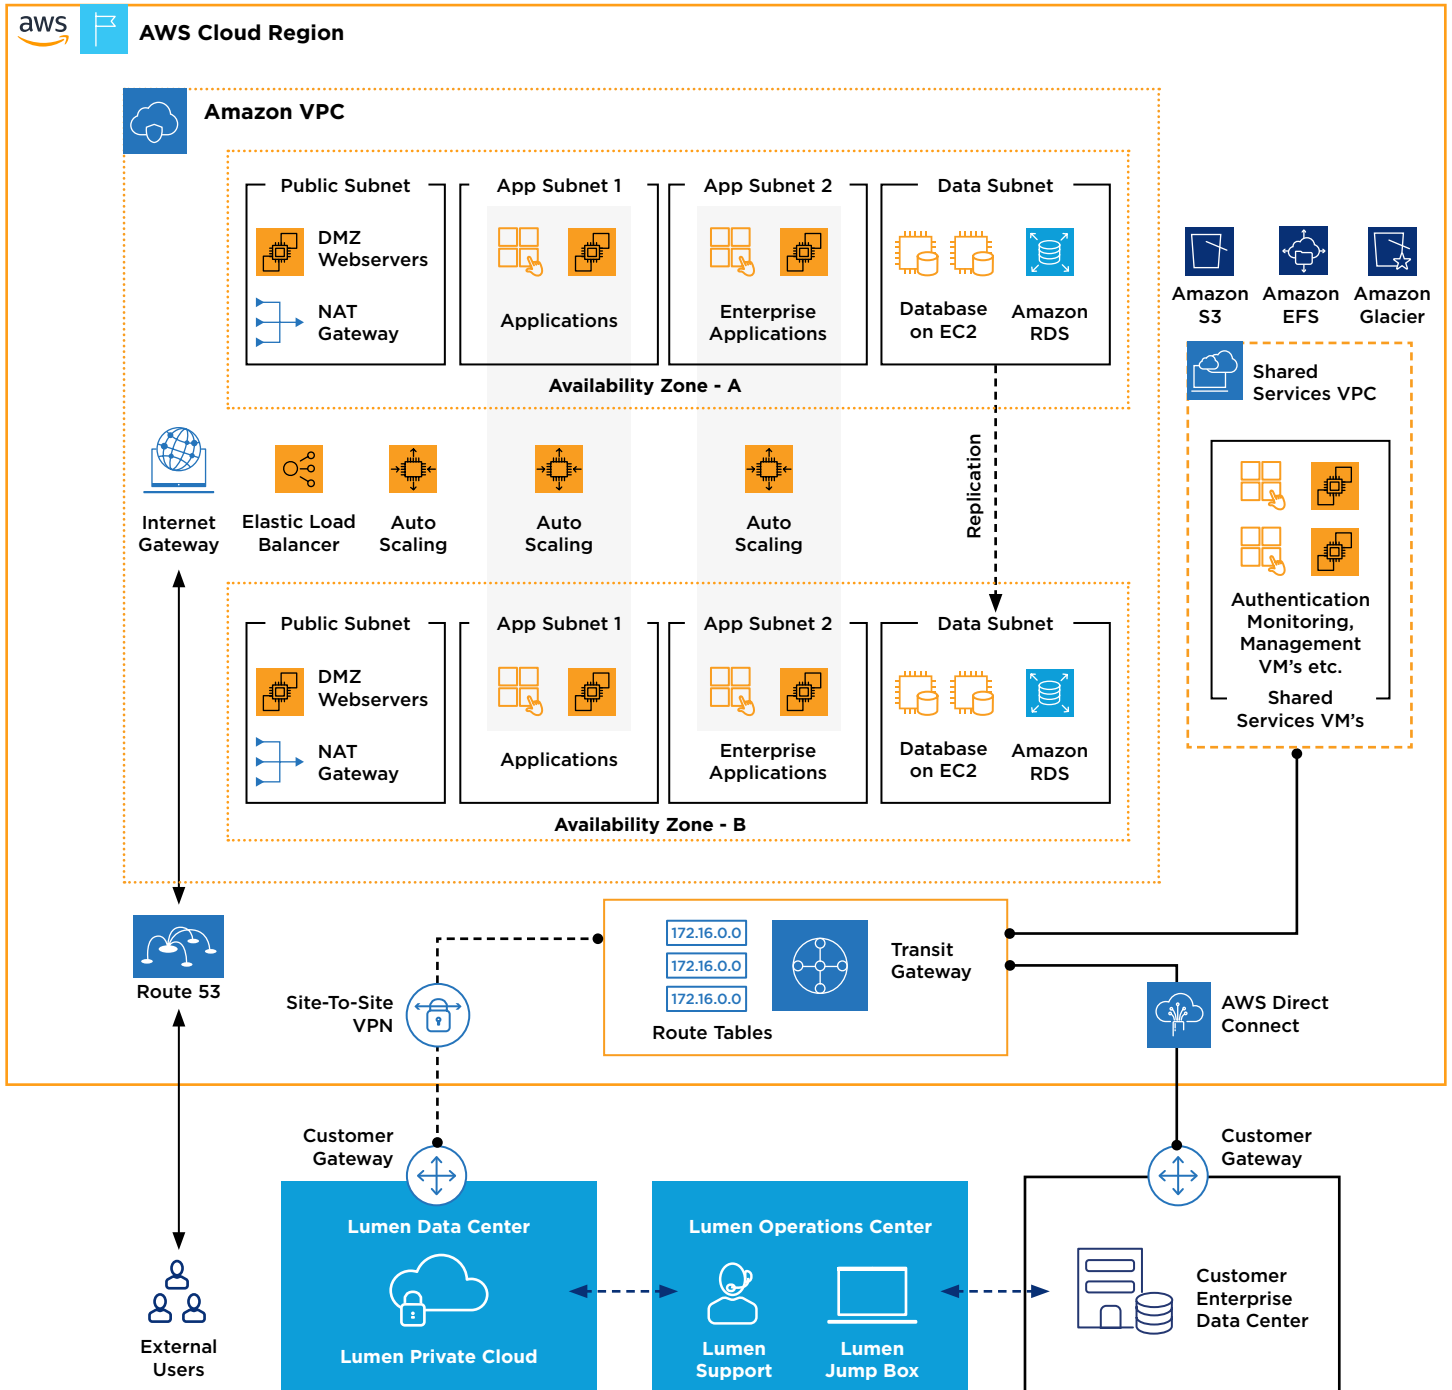 aws
AWS Cloud Region
Amazon VPC
Public Subnet
DMZ
Webservers
NAT
Gateway
App Subnet 1
Applications
App Subnet 2
Enterprise
Applications
Data Subnet
Database
on EC2
Amazon
RDS
Availability Zone - A
Amazon
S3
Amazon
EFS
Amazon
Glacier
Shared
Services VPC
Internet
Gateway
Elastic Load
Balancer
Auto
Scaling
Auto
Scaling
Auto
Scaling
Replication
Public Subnet
DMZ
Webservers
NAT
Gateway
App Subnet 1
Applications
App Subnet 2
Enterprise
Applications
Data Subnet
Database
on EC2
Amazon
RDS
Availability Zone - B
Authentication
Monitoring,
Management
VM's etc.
Shared
Services VM's
Route 53
Site-To-Site
VPN
172.16.0.0
172.16.0.0
172.16.0.0
Route Tables
Transit
Gateway
AWS Direct
Connect
Customer
Gateway
Customer
Gateway
External
Users
Lumen Data Center
Lumen Private Cloud
Lumen Operations Center
Lumen
Support
Lumen
Jump Box
Customer
Enterprise
Data Center